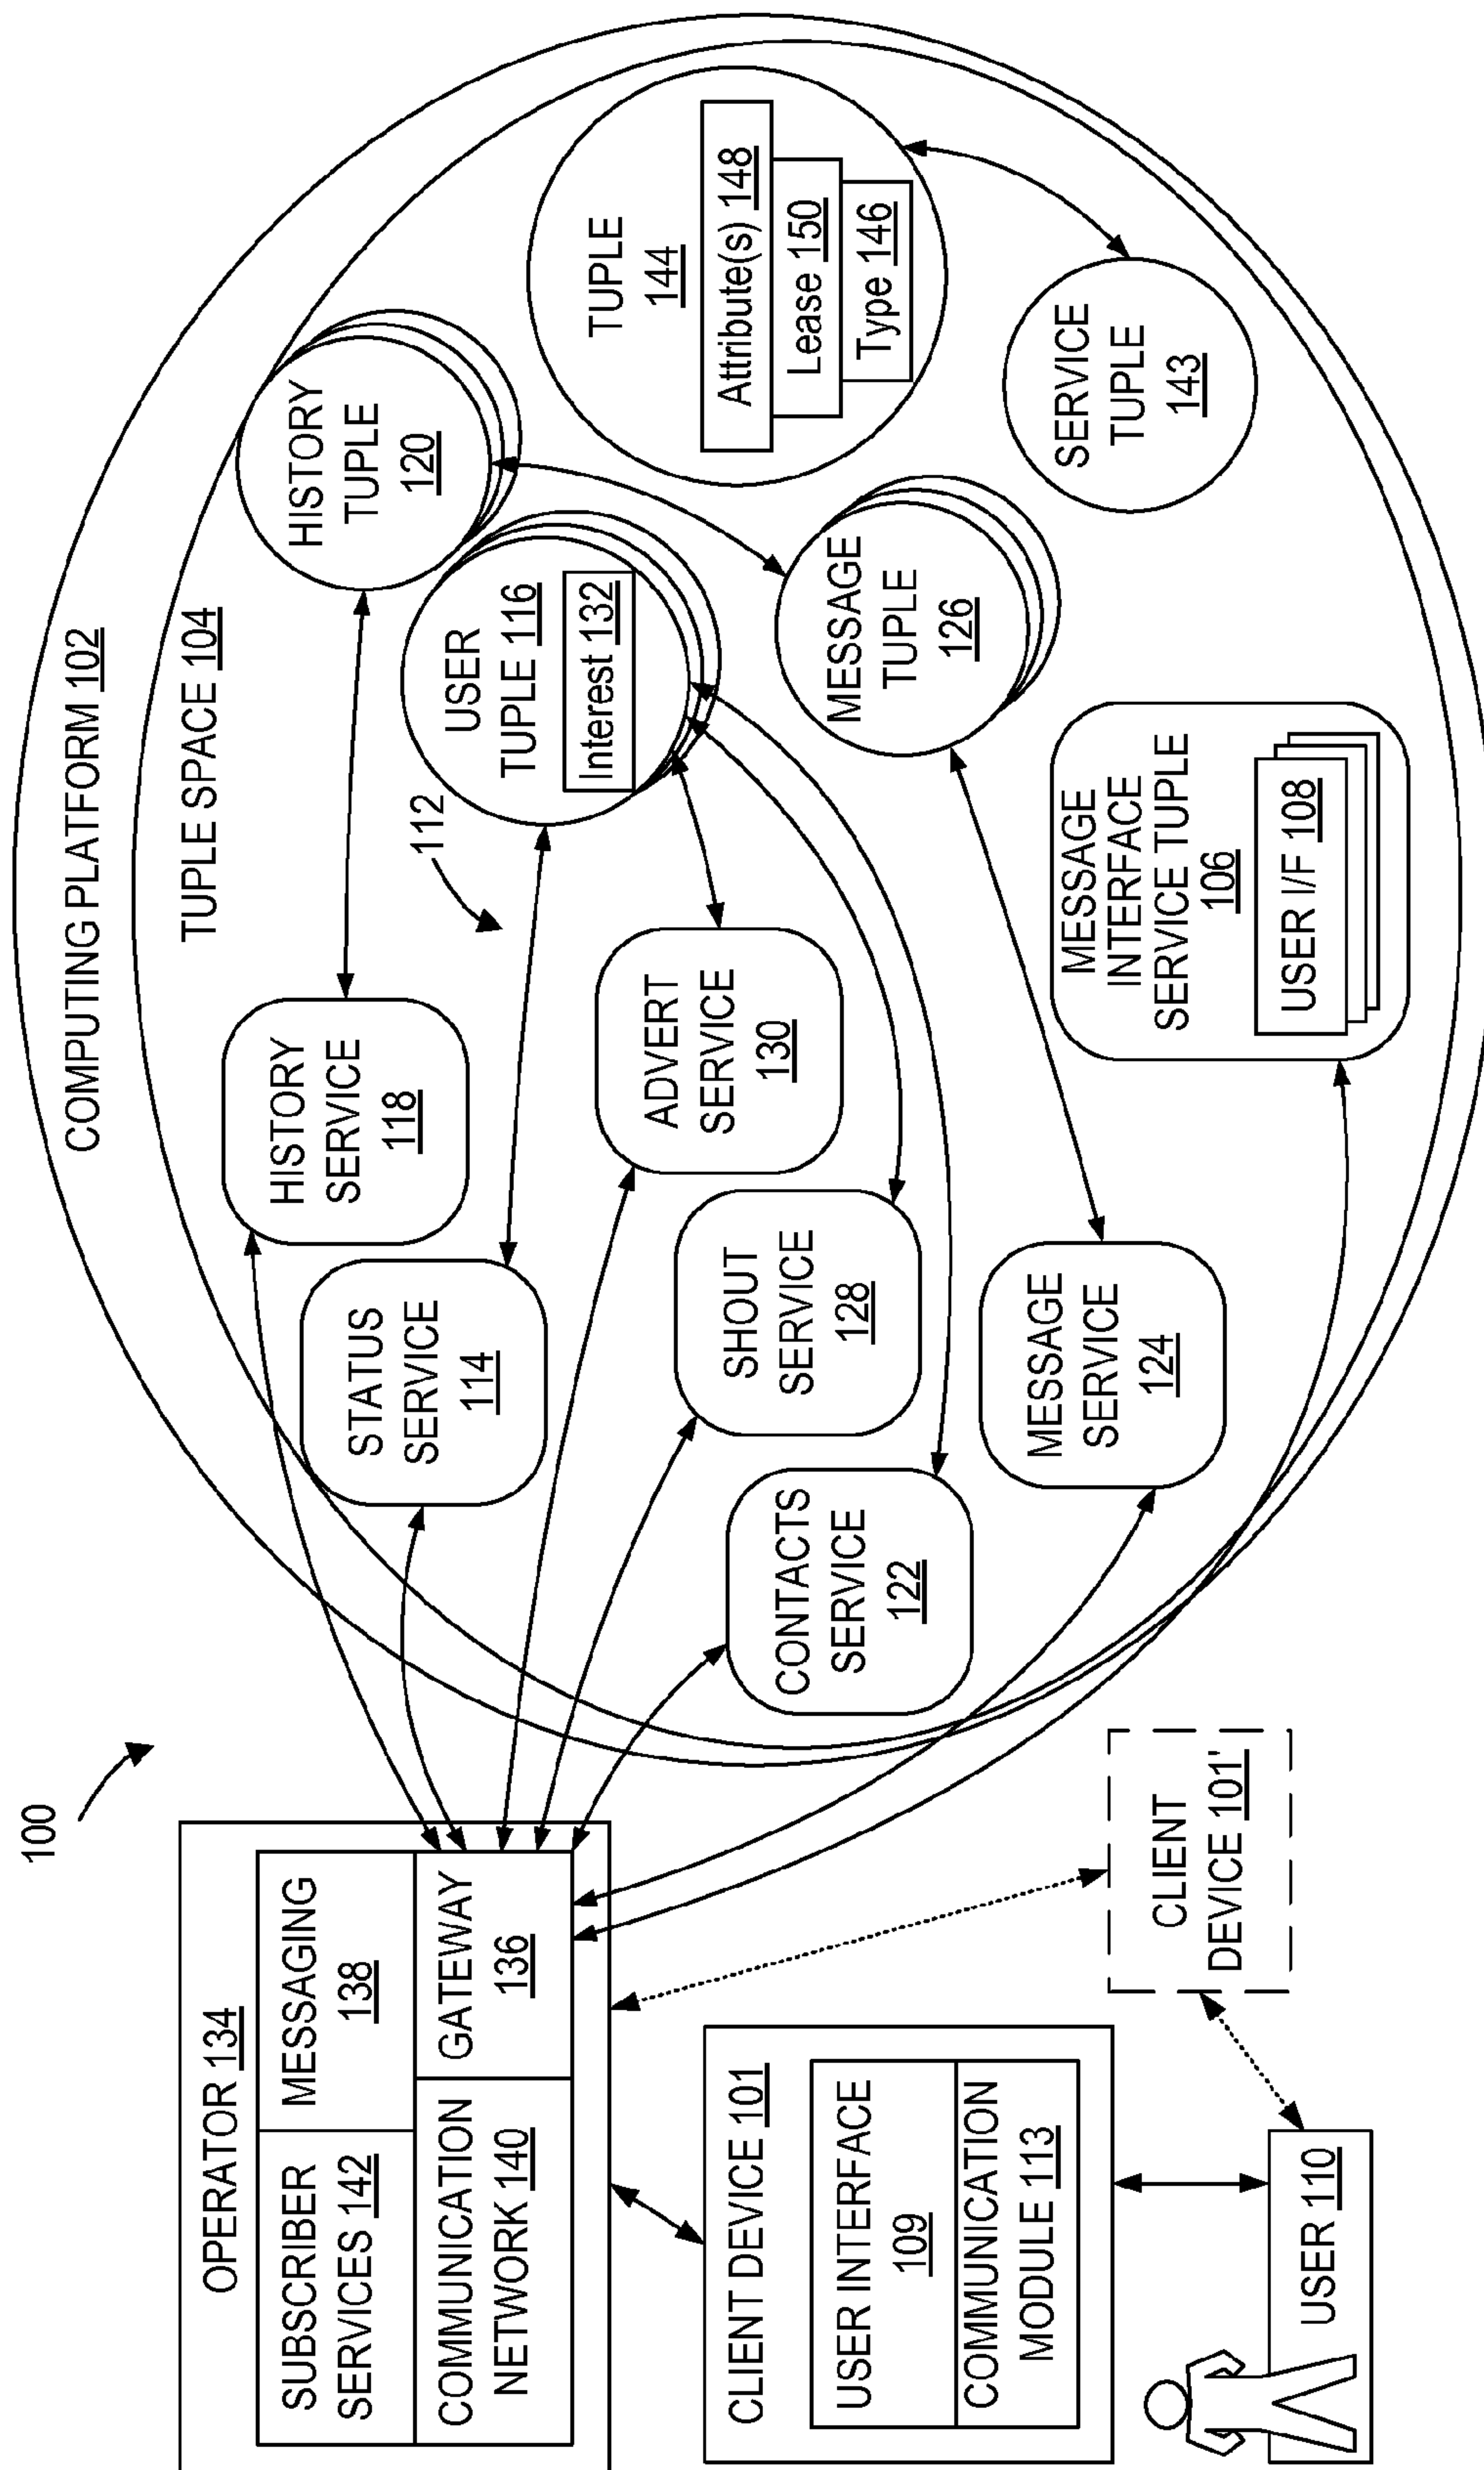 100
COMPUTING PLATFORM 102
TUPLE SPACE 104
OPERATOR 134
SUBSCRIBER
SERVICES 142
MESSAGING
138
COMMUNICATION
NETWORK 140
GATEWAY
136
HISTORY
SERVICE
118
HISTORY
TUPLE
120
STATUS
SERVICE
114
112
USER
TUPLE 116
Interest 132
TUPLE
144
Attribute(s) 148
Lease 150
Type 146
ADVERT
SERVICE
130
SHOUT
SERVICE
128
CONTACTS
SERVICE
122
MESSAGE
TUPLE
126
SERVICE
TUPLE
143
MESSAGE
SERVICE
124
MESSAGE
INTERFACE
SERVICE TUPLE
106
USER I/F 108
CLIENT DEVICE 101
USER INTERFACE
109
COMMUNICATION
MODULE 113
CLIENT
DEVICE 101'
USER 110